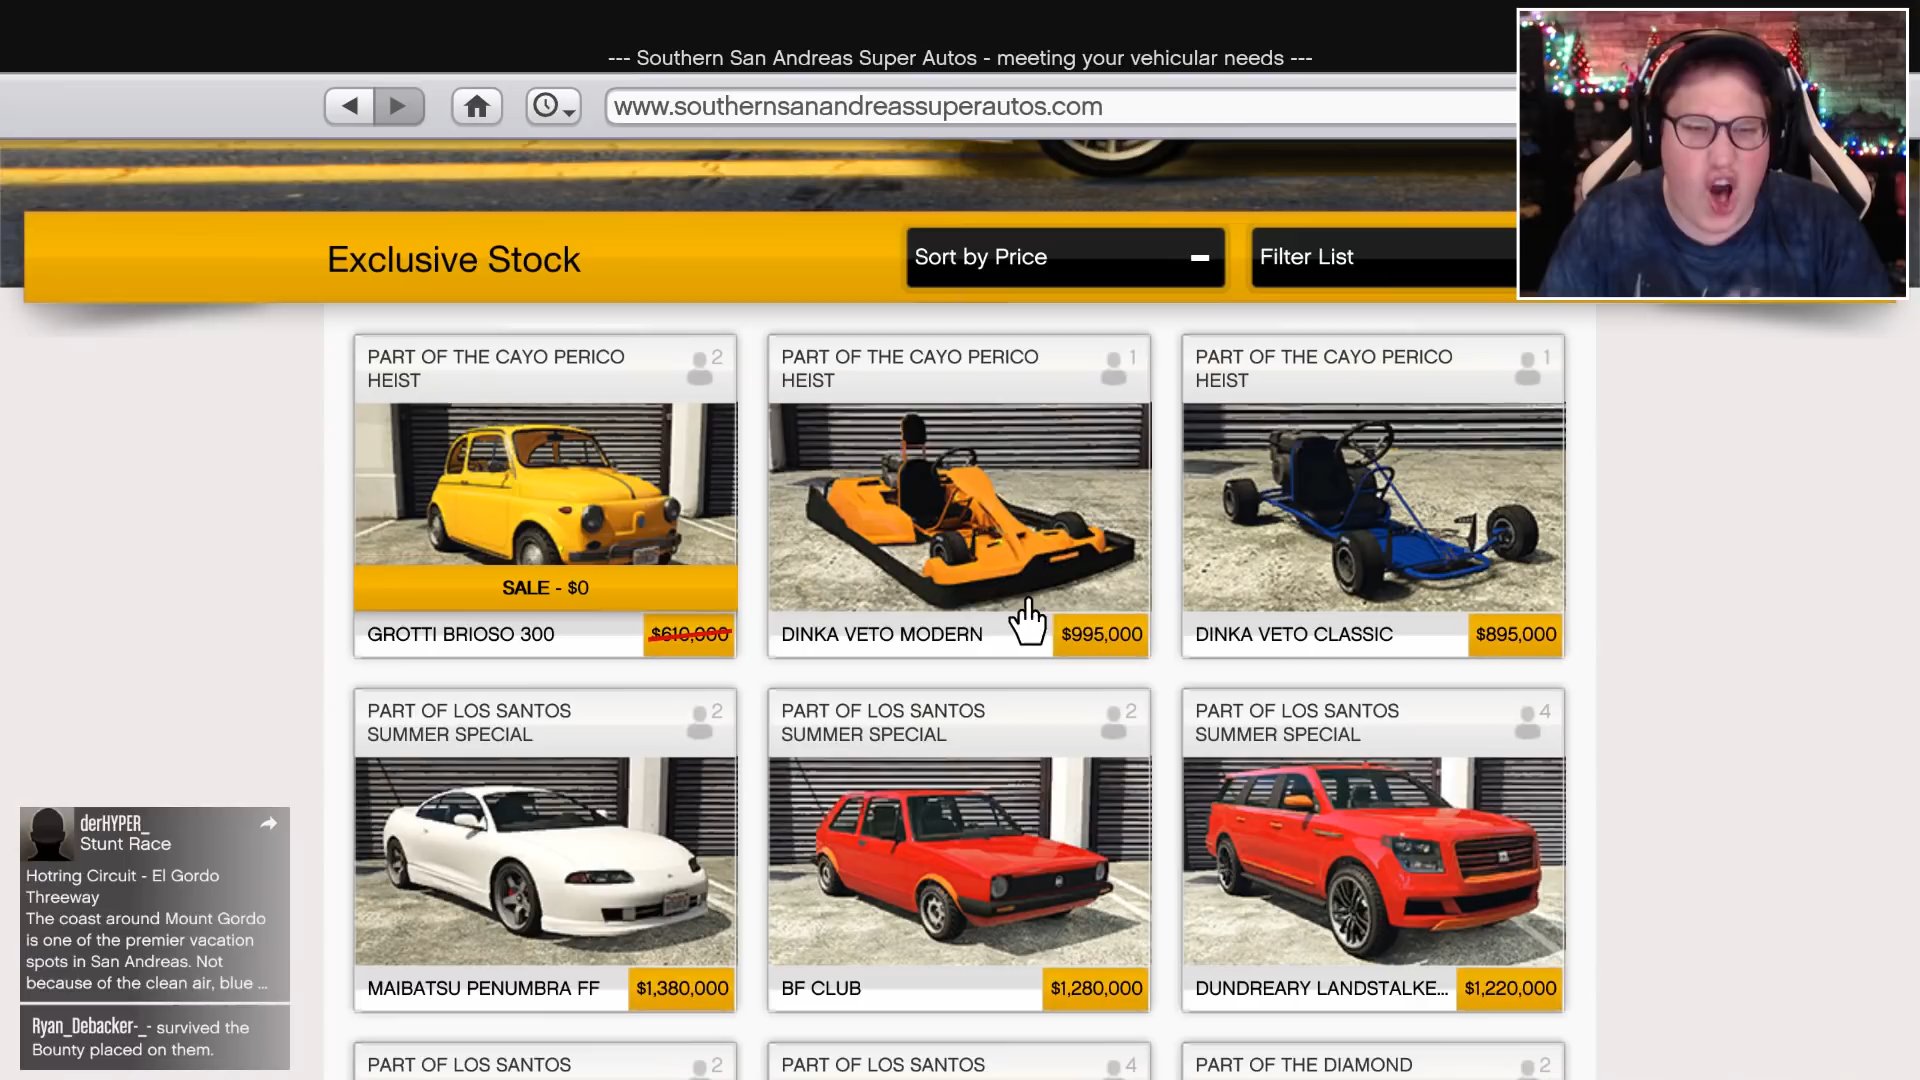 --- Southern San Andreas Super Autos - meeting your vehicular needs ---
www.southernsanandreassuperautos.com
Exclusive Stock
Sort by Price
Filter List
PART OF THE CAYO PERICO
HEIST
2
SALE - $0
GROTTI BRIOSO 300
$610,000
PART OF THE CAYO PERICO
HEIST
1
DINKA VETO MODERN
$995,000
PART OF THE CAYO PERICO
HEIST
1
DINKA VETO CLASSIC
$895,000
PART OF LOS SANTOS
SUMMER SPECIAL
2
MAIBATSU PENUMBRA FF
$1,380,000
PART OF LOS SANTOS
SUMMER SPECIAL
2
BF CLUB
$1,280,000
PART OF LOS SANTOS
SUMMER SPECIAL
4
DUNDREARY LANDSTALKE...
$1,220,000
PART OF LOS SANTOS
2
PART OF LOS SANTOS
4
PART OF THE DIAMOND
2
derHYPER_
Stunt Race
Hotring Circuit - El Gordo
Threeway
The coast around Mount Gordo
is one of the premier vacation
spots in San Andreas. Not
because of the clean air, blue ...
Ryan_Debacker-_- survived the
Bounty placed on them.